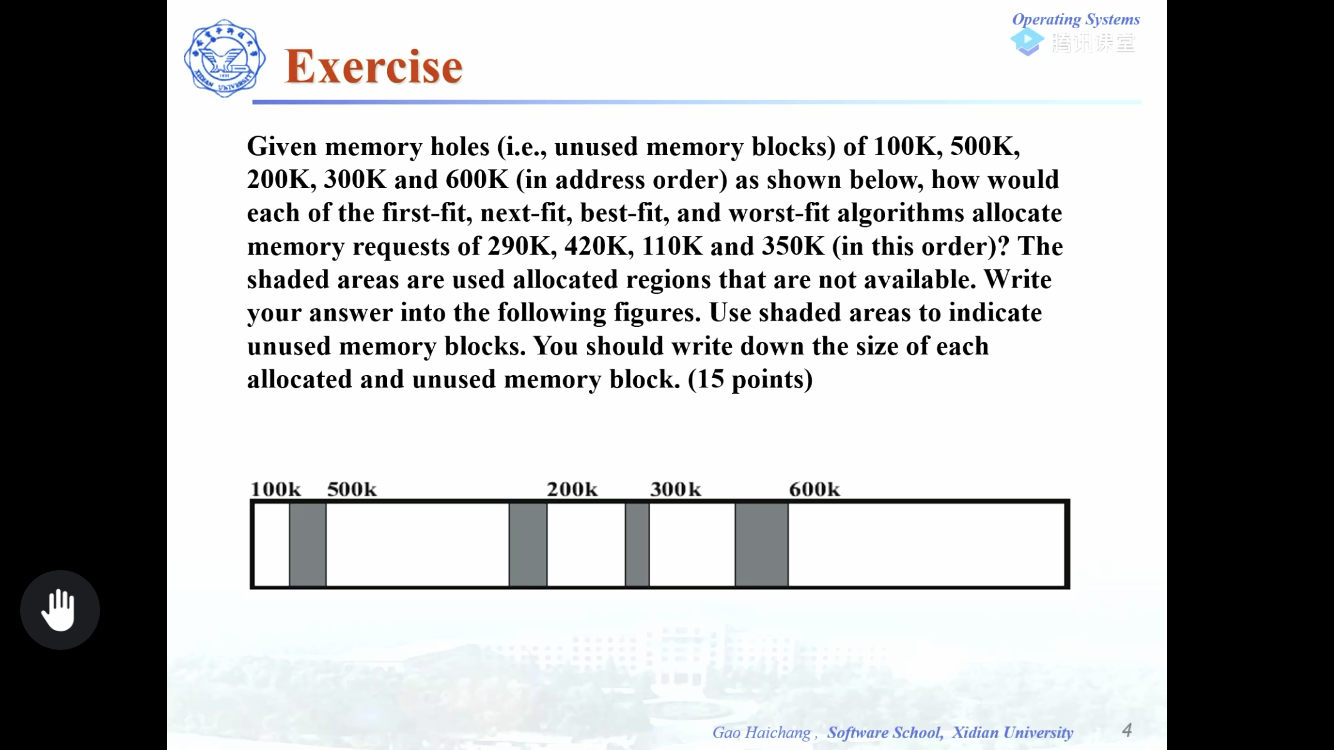 Operating Systems
腾讯课堂
Exercise
Given memory holes (i.e., unused memory blocks) of 100K, 500K,
200K, 300K and 600K (in address order) as shown below, how would
each of the first-fit, next-fit, best-fit, and worst-fit algorithms allocate
memory requests of 290K, 420K, 110K and 350K (in this order)? The
shaded areas are used allocated regions that are not available. Write
your answer into the following figures. Use shaded areas to indicate
unused memory blocks. You should write down the size of each
allocated and unused memory block. (15 points)
100k 500k 200k 300k 600k
Gao Haichang , Software School, Xidian University 4